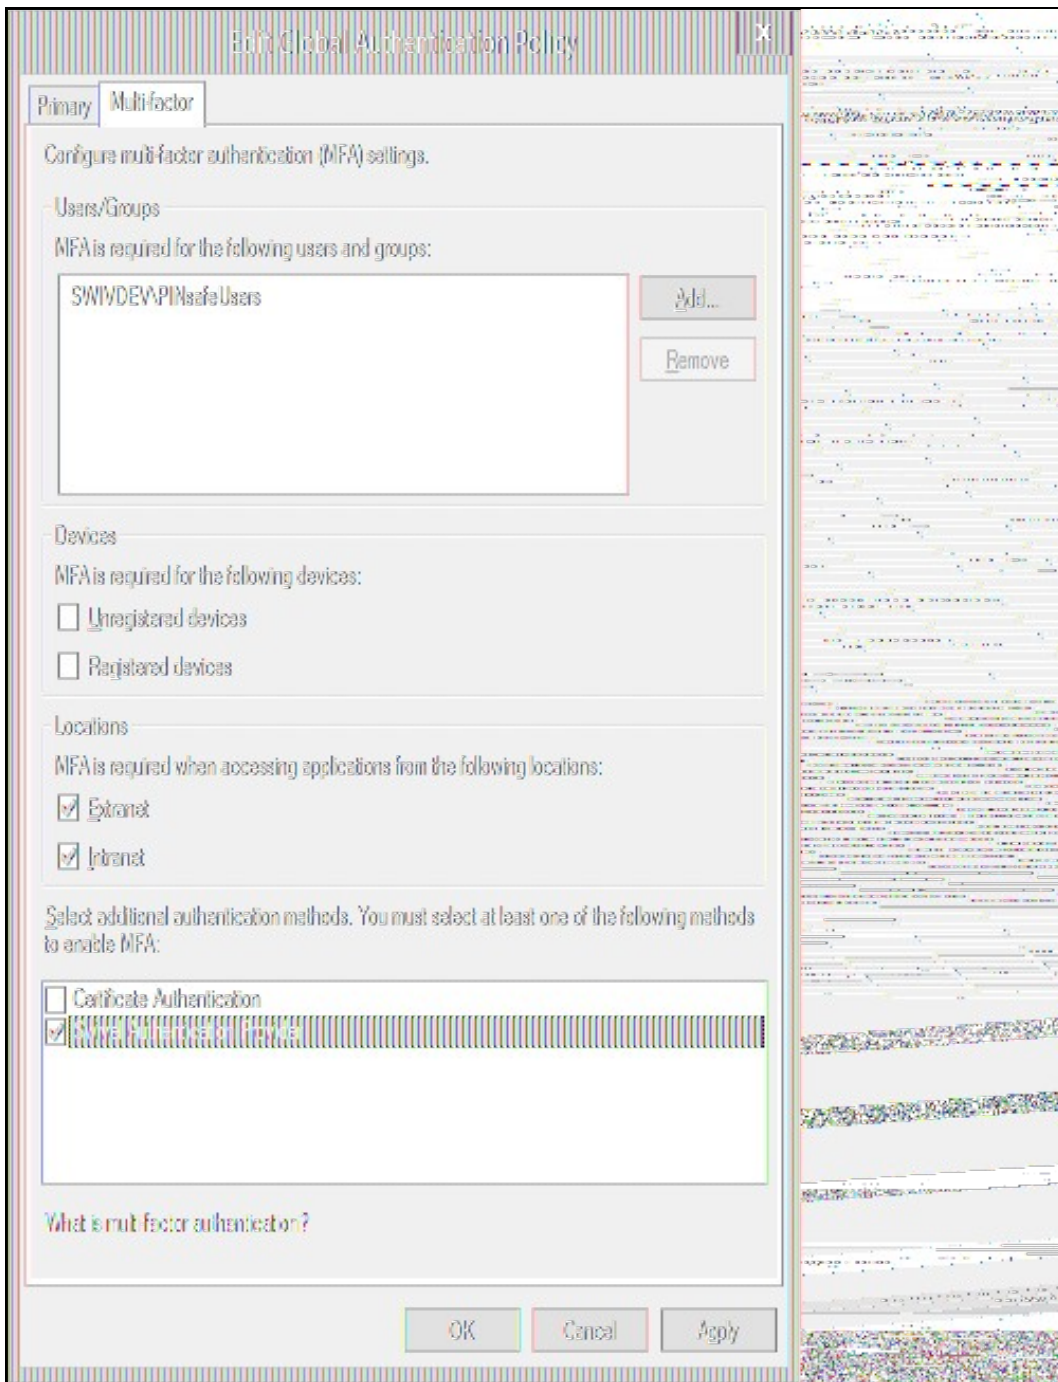 Edit Global Authentication Policy
X
Primary
Multi-factor
Configure multi-factor authentication (MFA) settings.
Users/Groups
MFA is required for the following users and groups:
SWIVDEV\PINsafeUsers
Add...
Remove
Devices
MFA is required for the following devices:
Unregistered devices
Registered devices
Locations
MFA is required when accessing applications from the following locations:
Extranet
Intranet
Select additional authentication methods. You must select at least one of the following methods
to enable MFA:
Certificate Authentication
Swivel Authentication Provider
What is multi-factor authentication?
OK
Cancel
Apply